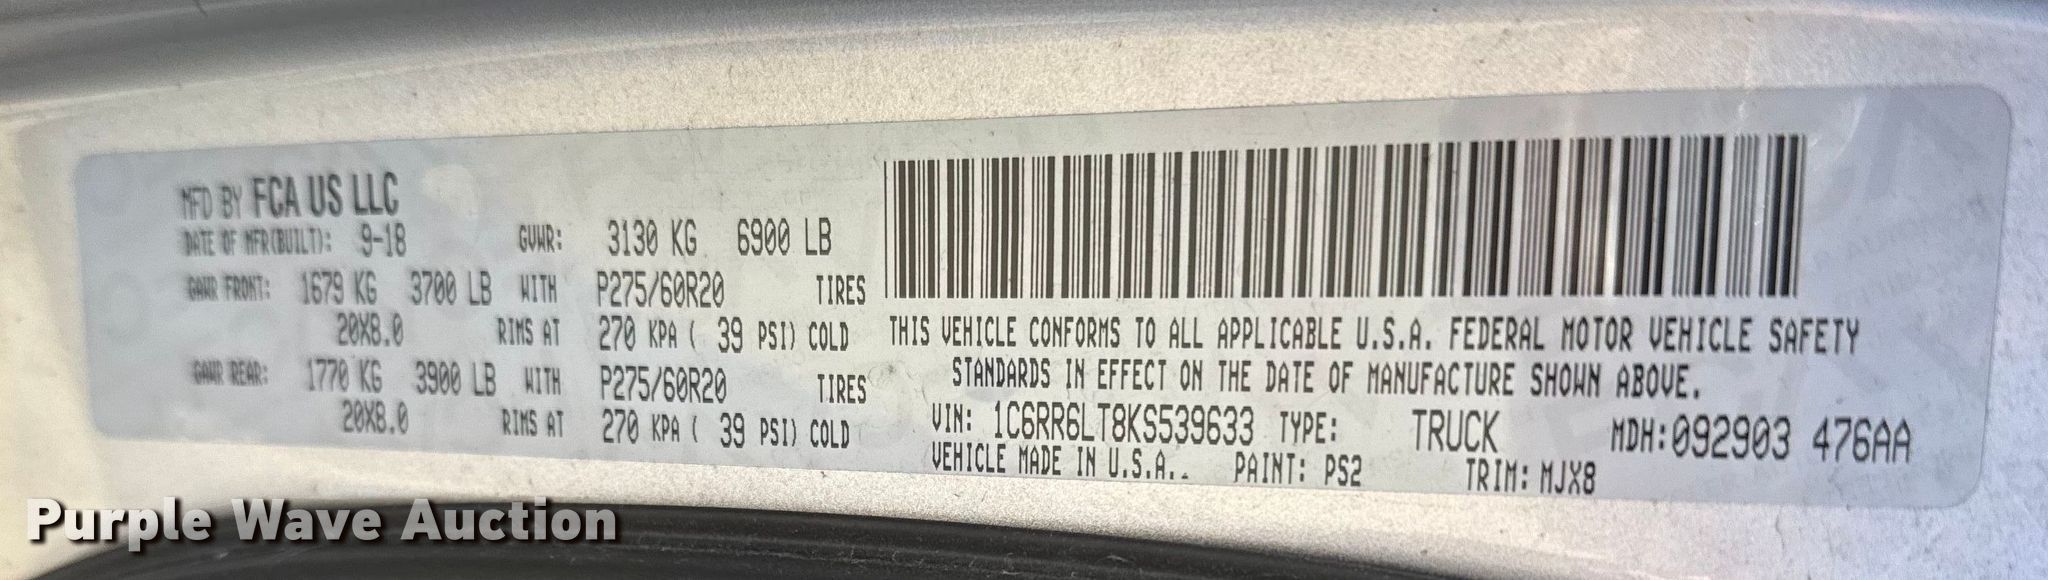 MFD BY FCA US LLC
DATE OF MFR(BUILT): 9-18 GVWR: 3130 KG 6900 LB
GAWR FRONT: 1679 KG 3700 LB WITH P275/60R20 TIRES
20X8.0 RIMS AT 270 KPA ( 39 PSI) COLD
GAWR REAR: 1770 KG 3900 LB WITH P275/60R20 TIRES
20X8.0 RIMS AT 270 KPA ( 39 PSI) COLD
THIS VEHICLE CONFORMS TO ALL APPLICABLE U.S.A. FEDERAL MOTOR VEHICLE SAFETY
STANDARDS IN EFFECT ON THE DATE OF MANUFACTURE SHOWN ABOVE.
VIN: 1C6RR6LT8KS539633 TYPE: TRUCK MDH:092903 476AA
VEHICLE MADE IN U.S.A.. PAINT: PS2 TRIM: MJX8
Purple Wave Auction